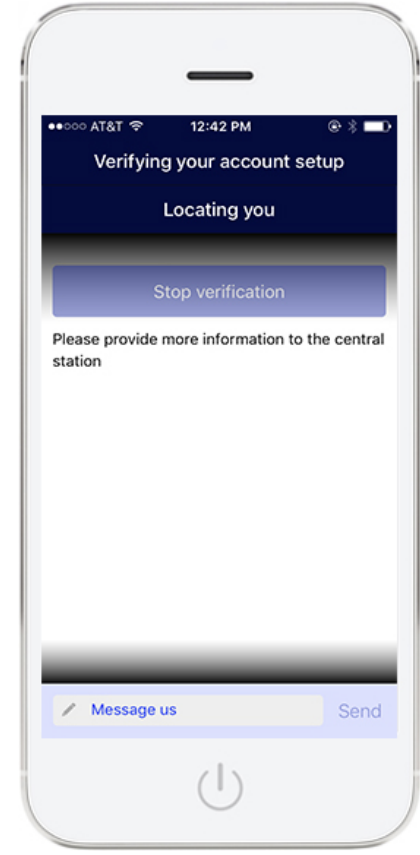 AT&T 12:42 PM
Verifying your account setup
Locating you
Stop verification
Please provide more information to the central
station
Message us Send